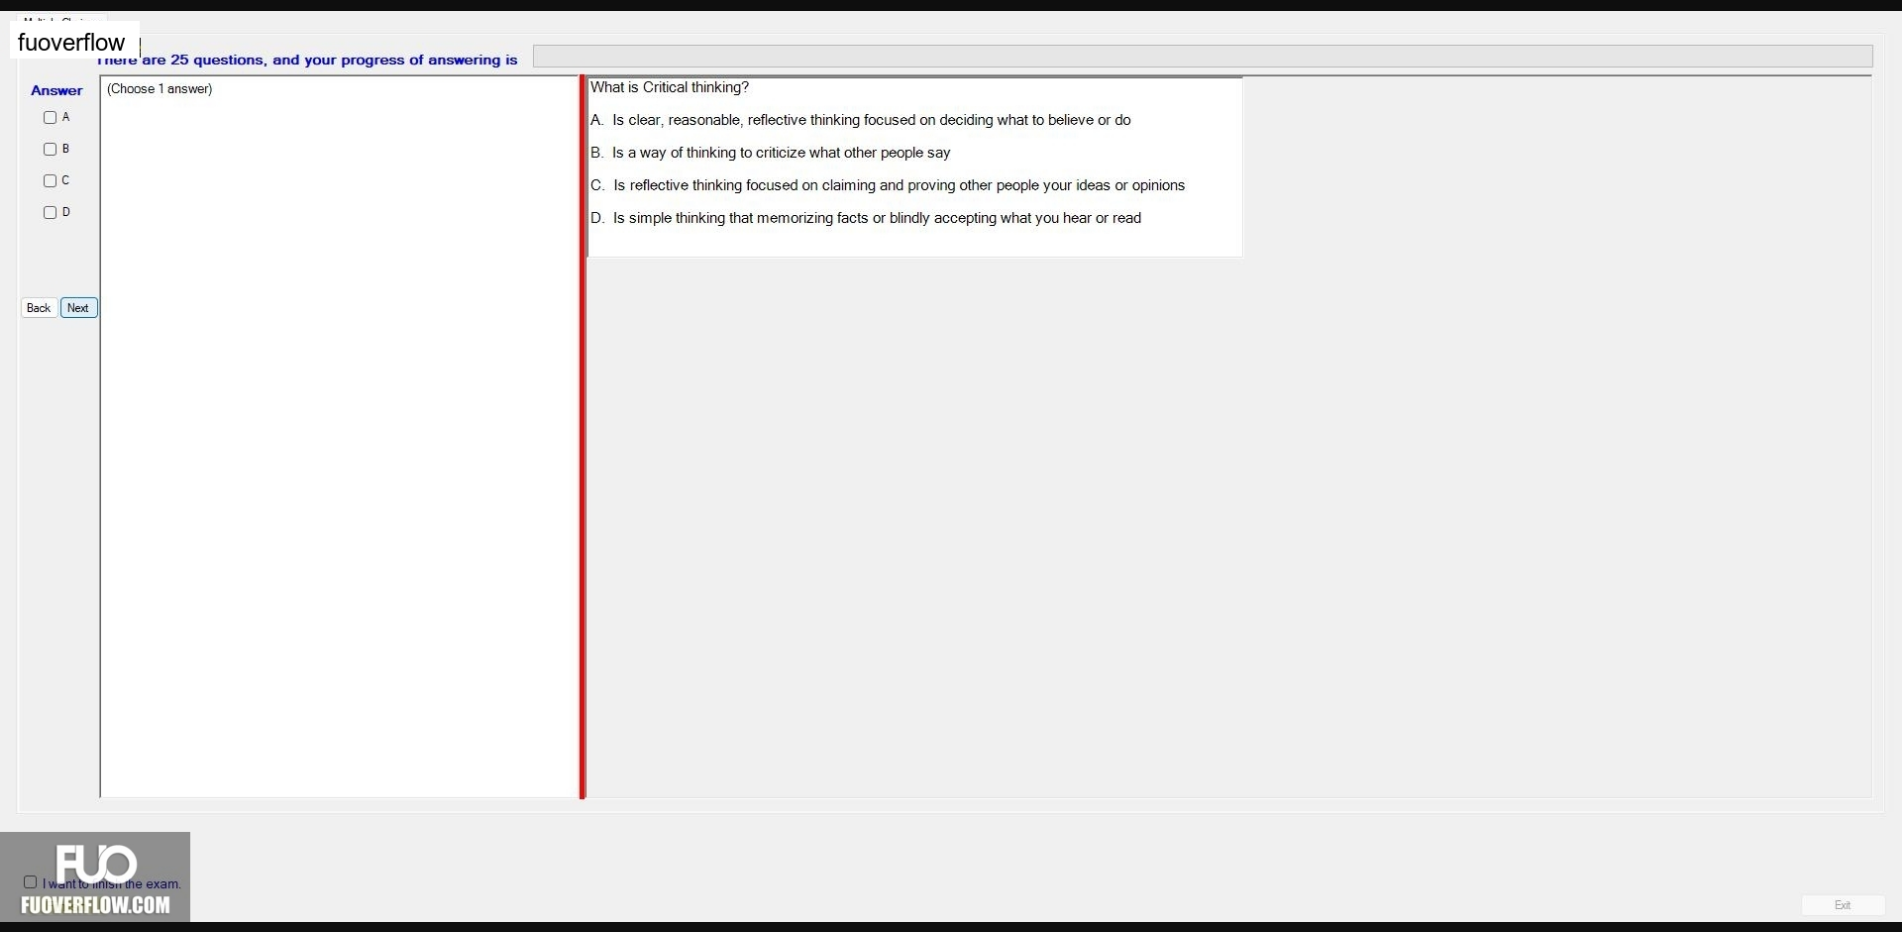 fuoverflow
There are 25 questions, and your progress of answering is
Answer
(Choose 1 answer)
A
B
C
D
Back
Next
What is Critical thinking?
A. Is clear, reasonable, reflective thinking focused on deciding what to believe or do
B. Is a way of thinking to criticize what other people say
C. Is reflective thinking focused on claiming and proving other people your ideas or opinions
D. Is simple thinking that memorizing facts or blindly accepting what you hear or read
FUO
I want to finish the exam.
FUOVERFLOW.COM
Exit